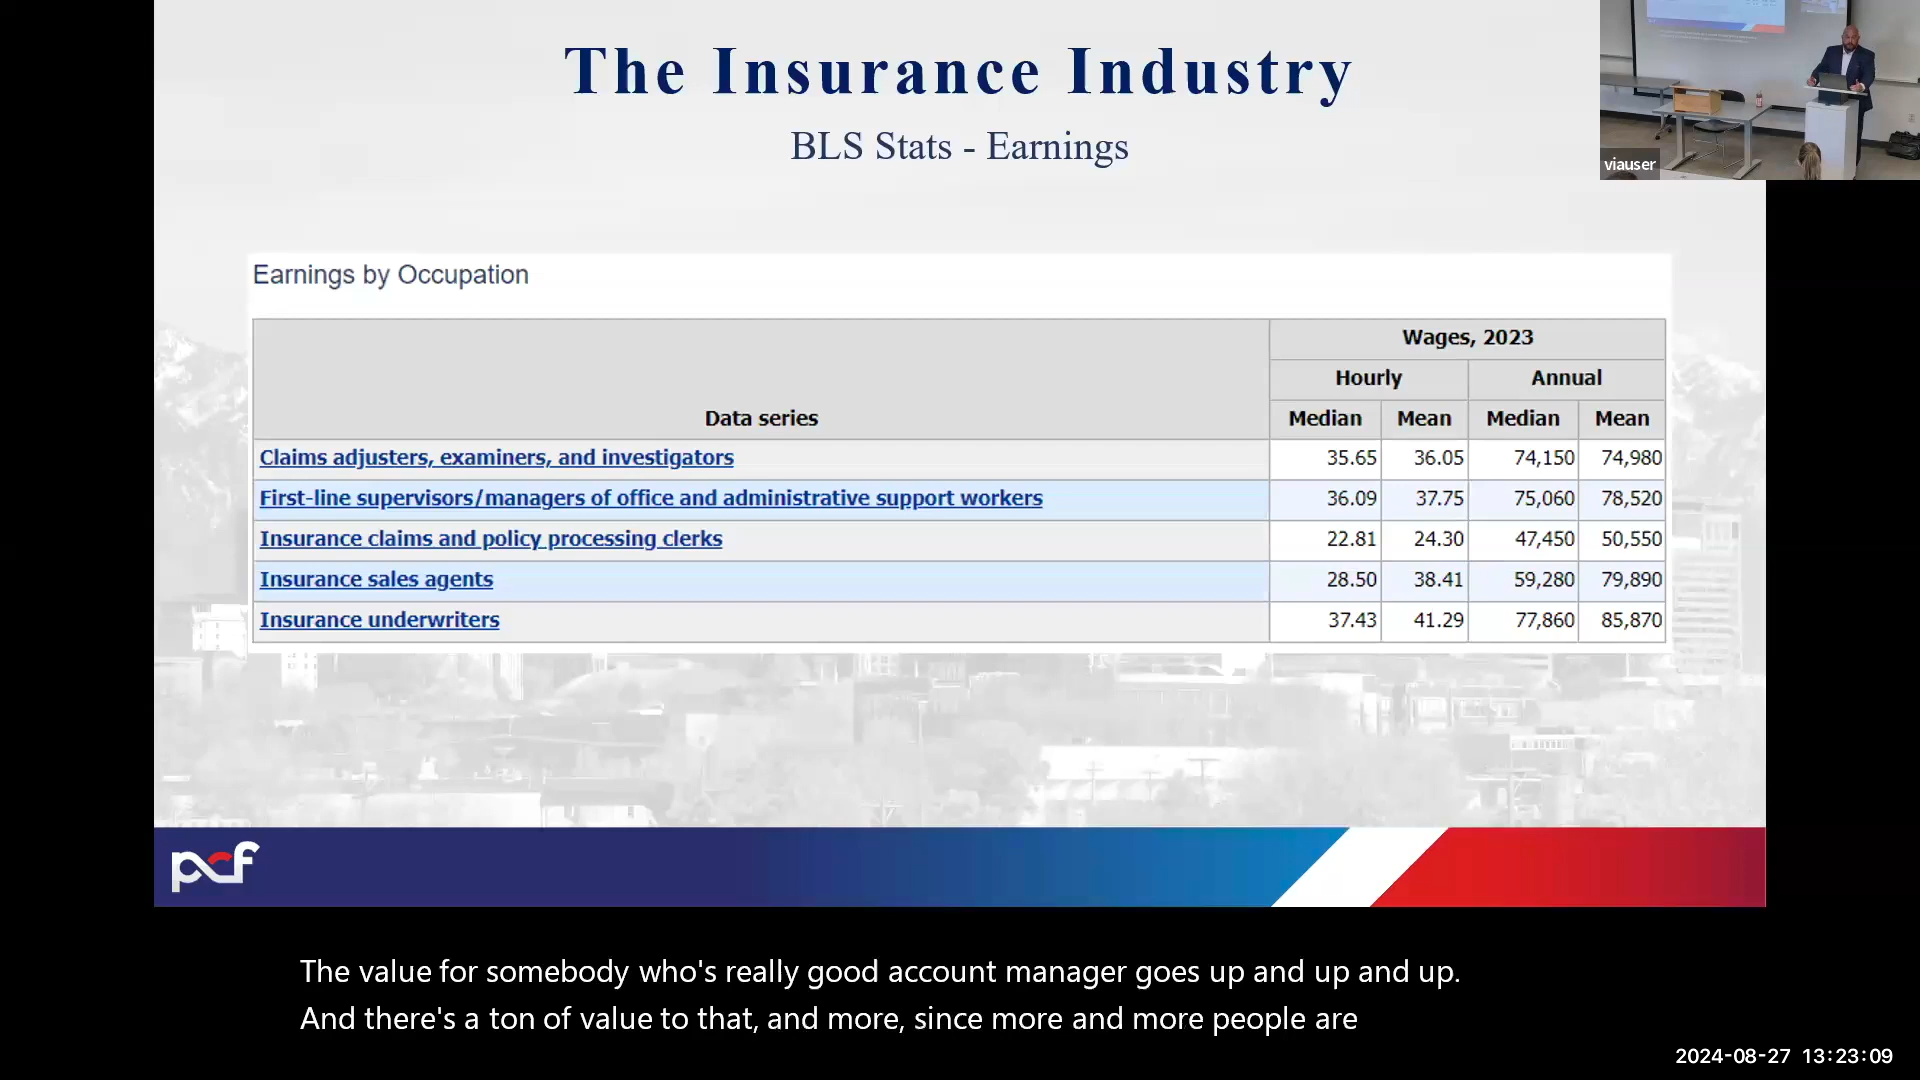 The Insurance Industry
BLS Stats - Earnings
viauser
Earnings by Occupation
Data series
Wages, 2023
Hourly Annual
Median Mean Median Mean
Claims adjusters, examiners, and investigators 35.65 36.05 74,150 74,980
First-line supervisors/managers of office and administrative support workers 36.09 37.75 75,060 78,520
Insurance claims and policy processing clerks 22.81 24.30 47,450 50,550
Insurance sales agents 28.50 38.41 59,280 79,890
Insurance underwriters 37.43 41.29 77,860 85,870
pcf
The value for somebody who's really good account manager goes up and up and up.
And there's a ton of value to that, and more, since more and more people are
2024-08-27 13:23:09